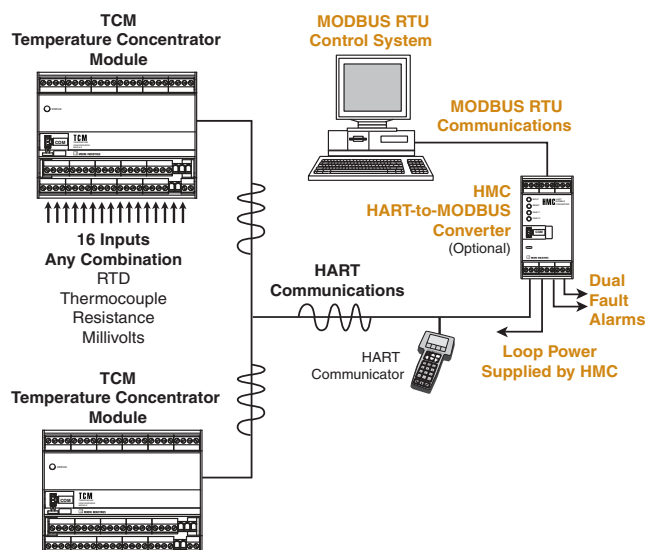 TCM
Temperature Concentrator
Module
TCM
COM
16 Inputs
Any Combination
RTD
Thermocouple
Resistance
Millivolts
MODBUS RTU
Control System
MODBUS RTU
Communications
HMC
HART-to-MODBUS
Converter
(Optional)
HMC
Dual
Fault
Alarms
HART
Communications
HART
Communicator
Loop Power
Supplied by HMC
TCM
Temperature Concentrator
Module
TCM
COM